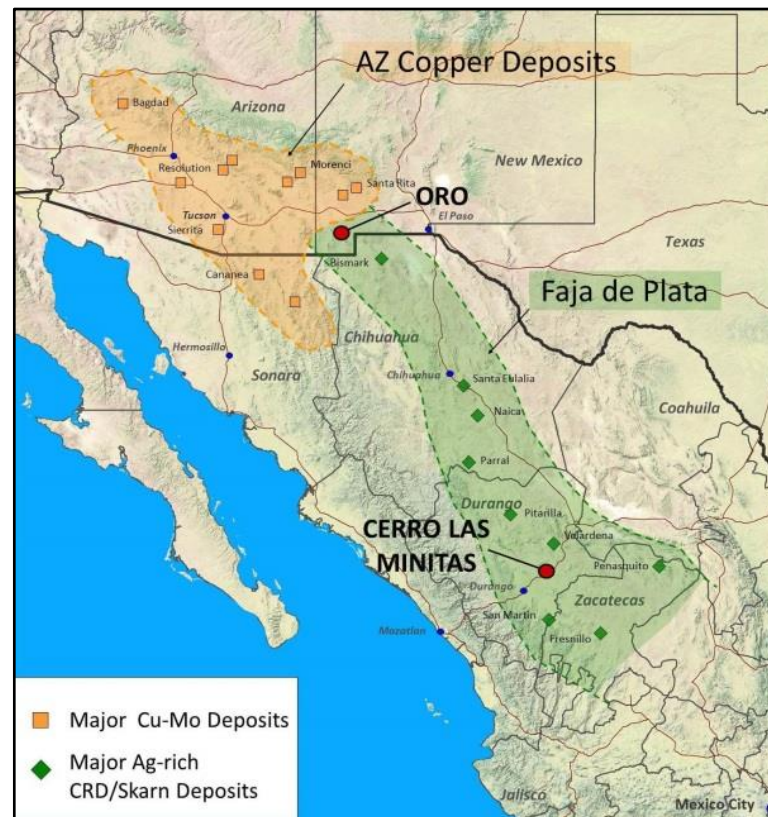 AZ Copper Deposits
Bagdad
Arizona
Phoenix
Resolution
Morenci
New Mexico
Santa Rita
ORO
Tucson
El Paso
Sierrita
Texas
Bismark
Cananea
Faja de Plata
Chihuahua
Hermosillo
Sonara
Chihuahua
Santa Eulalia
Coahuila
Naica
Parral
Durango
Pitarilla
CERRO LAS
MINITAS
Velardena
Penasquito
Durango
Zacatecas
San Martin
Mazatlan
Fresnillo
Major Cu-Mo Deposits
Major Ag-rich
CRD/Skarn Deposits
Jalisco
Mexico City